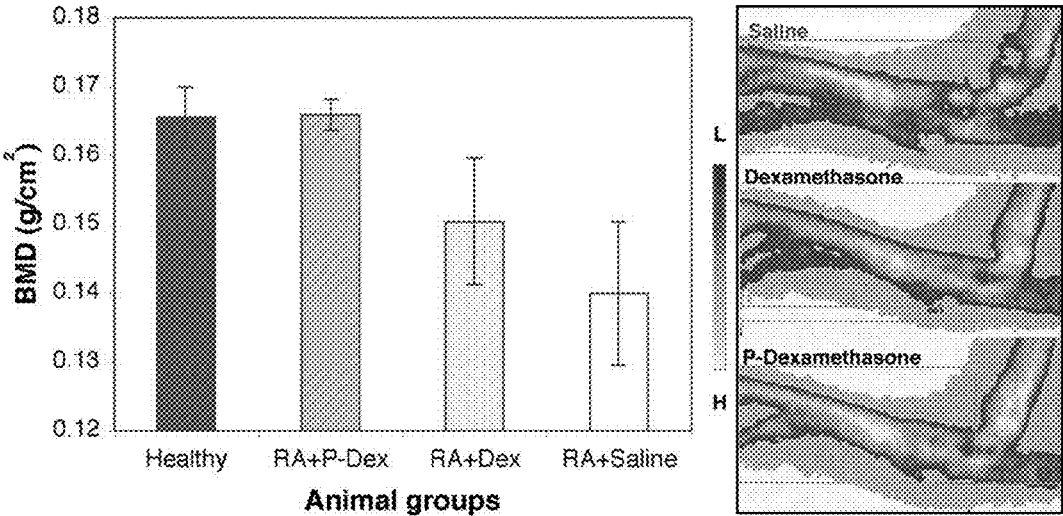 0.18
0.17
0.16
0.15
0.14
0.13
0.12
BMD (g/cm²)
Healthy
RA+P-Dex
RA+Dex
RA+Saline
Animal groups
L
H
Saline
Dexamethasone
P-Dexamethasone